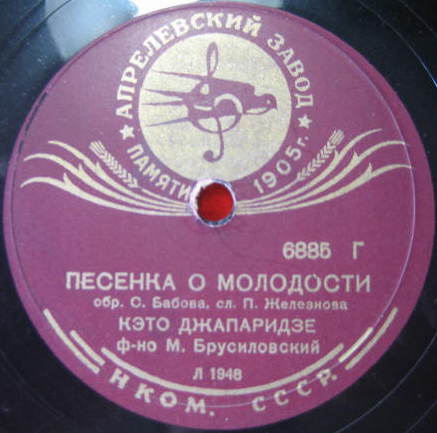 ★ АПРЕЛЕВСКИЙ ЗАВОД ★
ПАМЯТИ 1905 г.
6885 Г
ПЕСЕНКА О МОЛОДОСТИ
обр. С. Бабова, сл. П. Железнова
КЭТО ДЖАПАРИДЗЕ
ф-но М. Брусиловский
Л 1948
НКОМ. СССР.